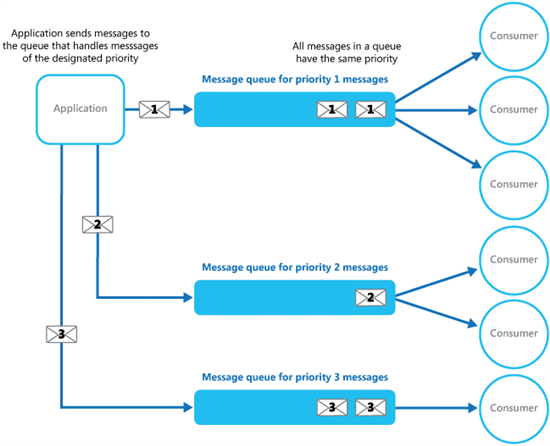 Application sends messages to
the queue that handles messsages
of the designated priority
All messages in a queue
have the same priority
Message queue for priority 1 messages
Application
1
1
1
Consumer
Consumer
Consumer
2
Message queue for priority 2 messages
2
Consumer
Consumer
3
Message queue for priority 3 messages
3
3
Consumer